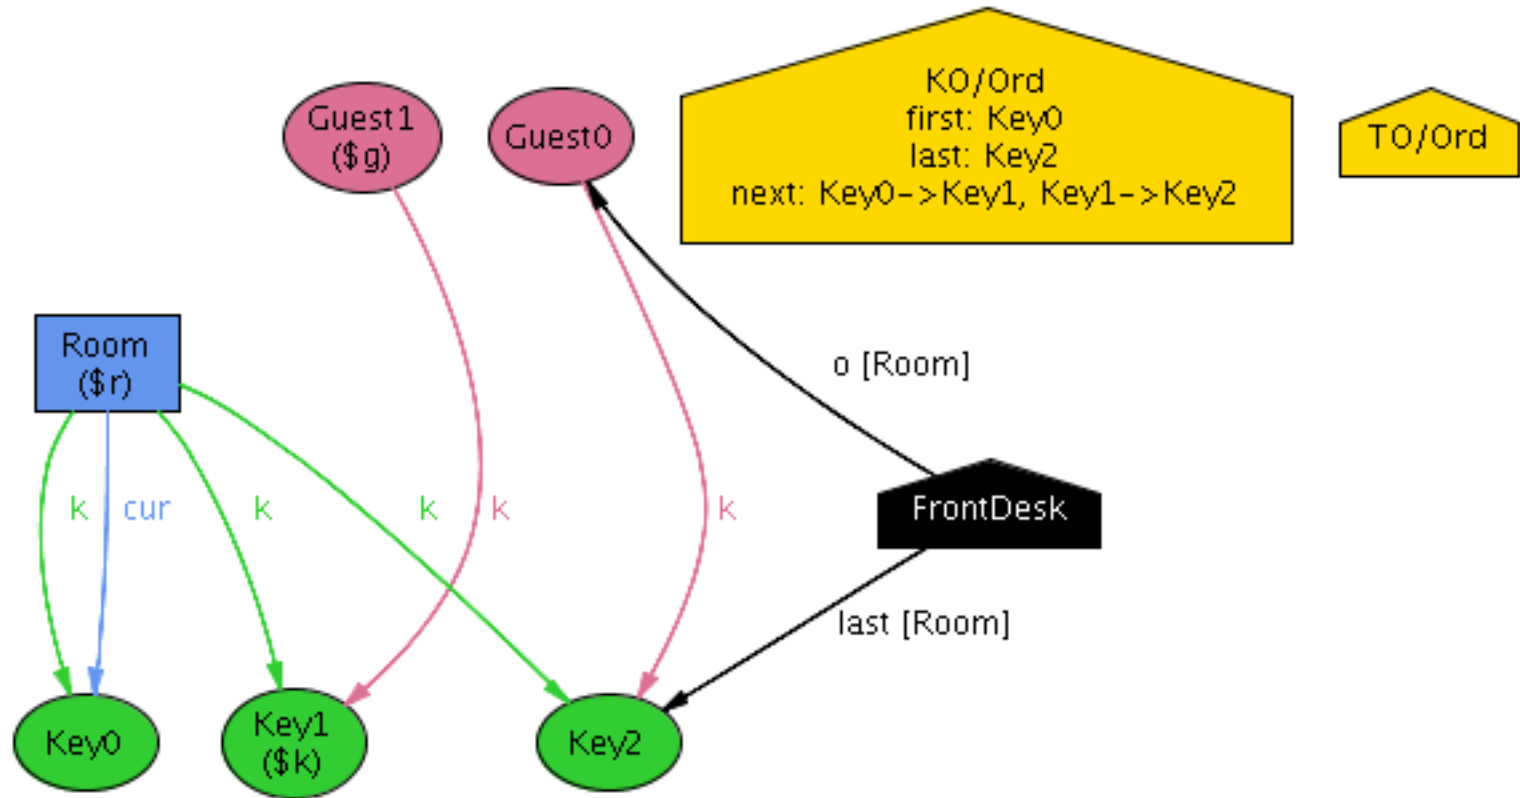 Guest1
($g)
Guest0
KO/Ord
first: Key0
last: Key2
next: Key0->Key1, Key1->Key2
TO/Ord
Room
($r)
o [Room]
k
cur
k
k
k
k
FrontDesk
last [Room]
Key0
Key1
($k)
Key2